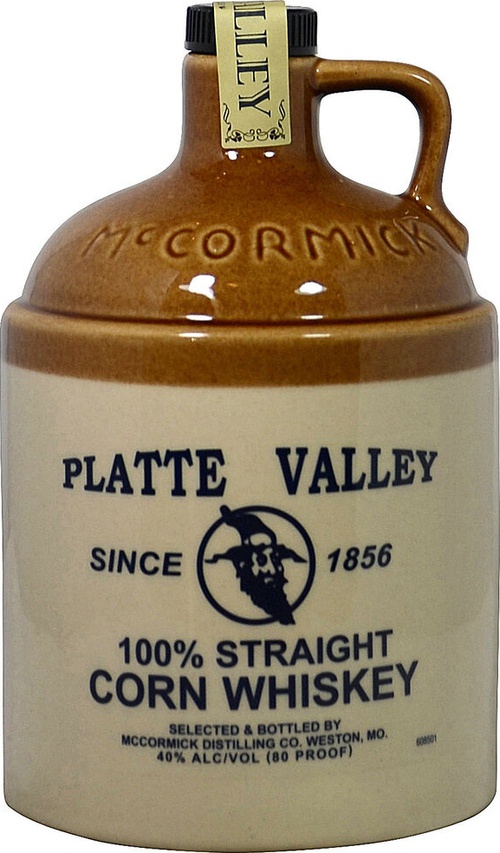 LLEY
McCORMICK
PLATTE VALLEY
SINCE 1856
100% STRAIGHT
CORN WHISKEY
SELECTED & BOTTLED BY
MCCORMICK DISTILLING CO. WESTON, MO.
40% ALC/VOL (80 PROOF)